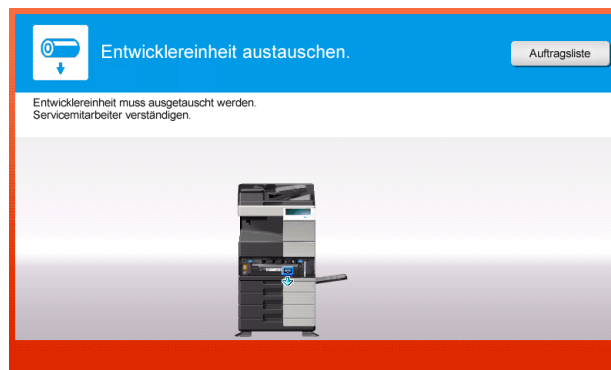 Entwicklereinheit austauschen.
Auftragsliste
Entwicklereinheit muss ausgetauscht werden.
Servicemitarbeiter verständigen.